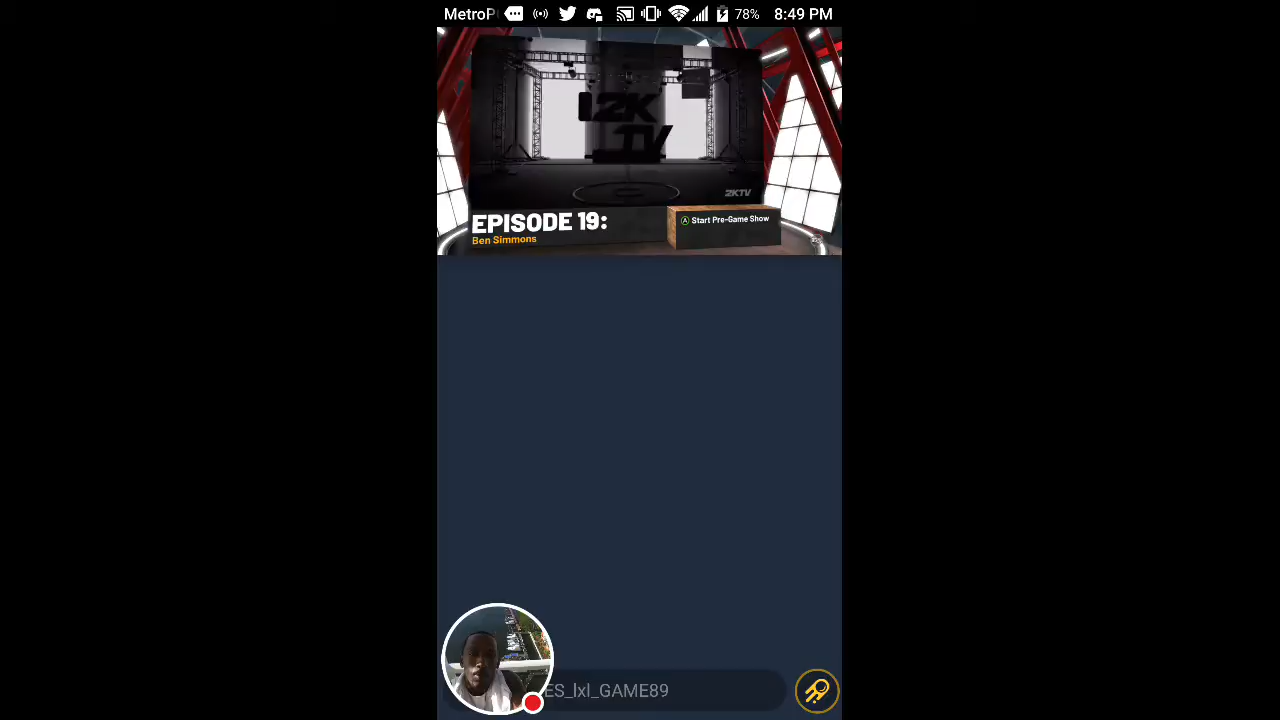 MetroP
78%
8:49 PM
2K
TV
2KTV
EPISODE 19:
Ben Simmons
A Start Pre-Game Show
ES_lxl_GAME89